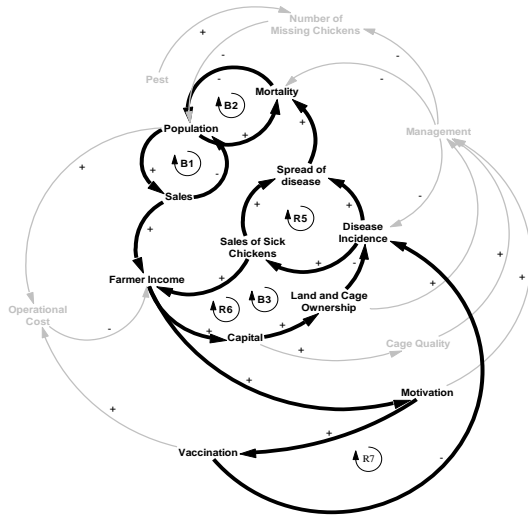 Number of
Missing Chickens
+
-
-
Pest
-
-
Mortality
B2
Population
+
+
Management
B1
+
-
+
Spread of
disease
-
Sales
+
+
R5
Disease
Incidence
+
Sales of Sick
Chickens
+
-
Farmer Income
+
Land and Cage
Ownership
R6
B3
+
+
+
Operational
Cost
-
+
Capital
+
+
Cage Quality
+
Motivation
+
+
Vaccination
R7
-